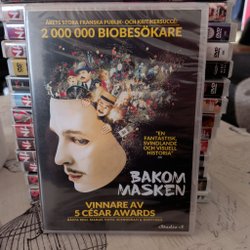 ÅRETS STORA FRANSKA PUBLIK- OCH KRITIKERSUCCÉ!
2 000 000 BIOBESÖKARE
"EN
FANTASTISK,
SVINDLANDE
OCH VISUELL
HISTORIA"
BAKOM
MASKEN
VINNARE AV
5 CÉSAR AWARDS
Studio S